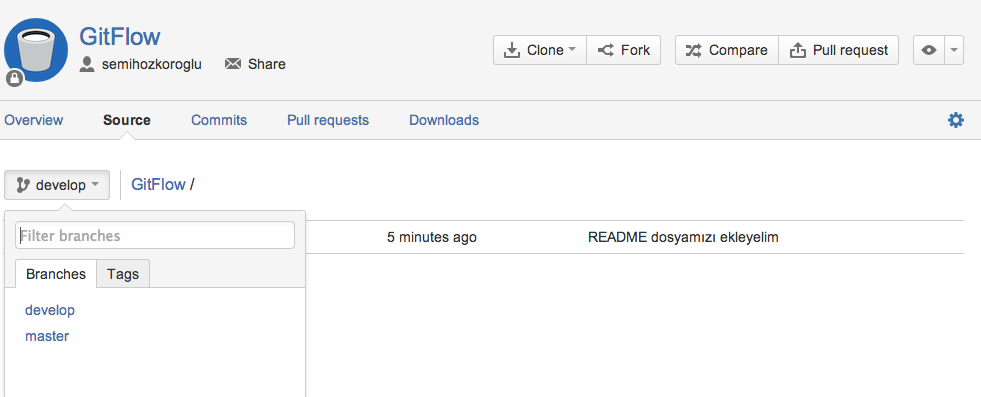 GitFlow
semihozkoroglu Share
Clone Fork Compare Pull request
Overview Source Commits Pull requests Downloads
develop GitFlow /
Filter branches
5 minutes ago README dosyamızı ekleyelim
Branches Tags
develop
master